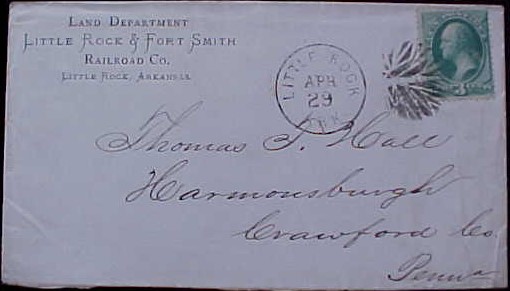 LAND DEPARTMENT
LITTLE ROCK & FORT SMITH
RAILROAD CO.
LITTLE ROCK, ARKANSAS
LITTLE ROCK
APR
29
ARK
3
Thomas S. Hall
Harmonsburgh
Crawford Co
Penna